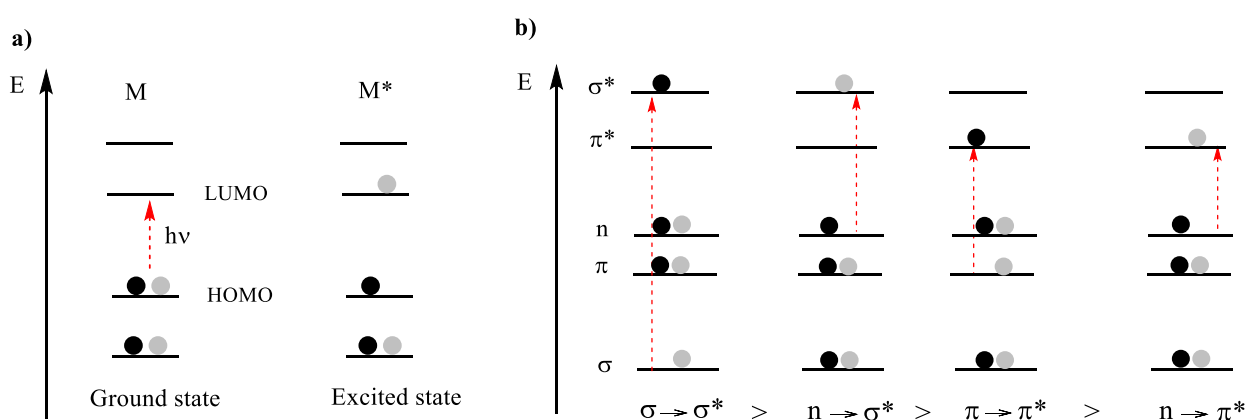 a)
E
M
M*
LUMO
hν
HOMO
Ground state
Excited state
b)
E
σ*
π*
n
π
σ
σ→σ* > n→σ* > π→π* > n→π*